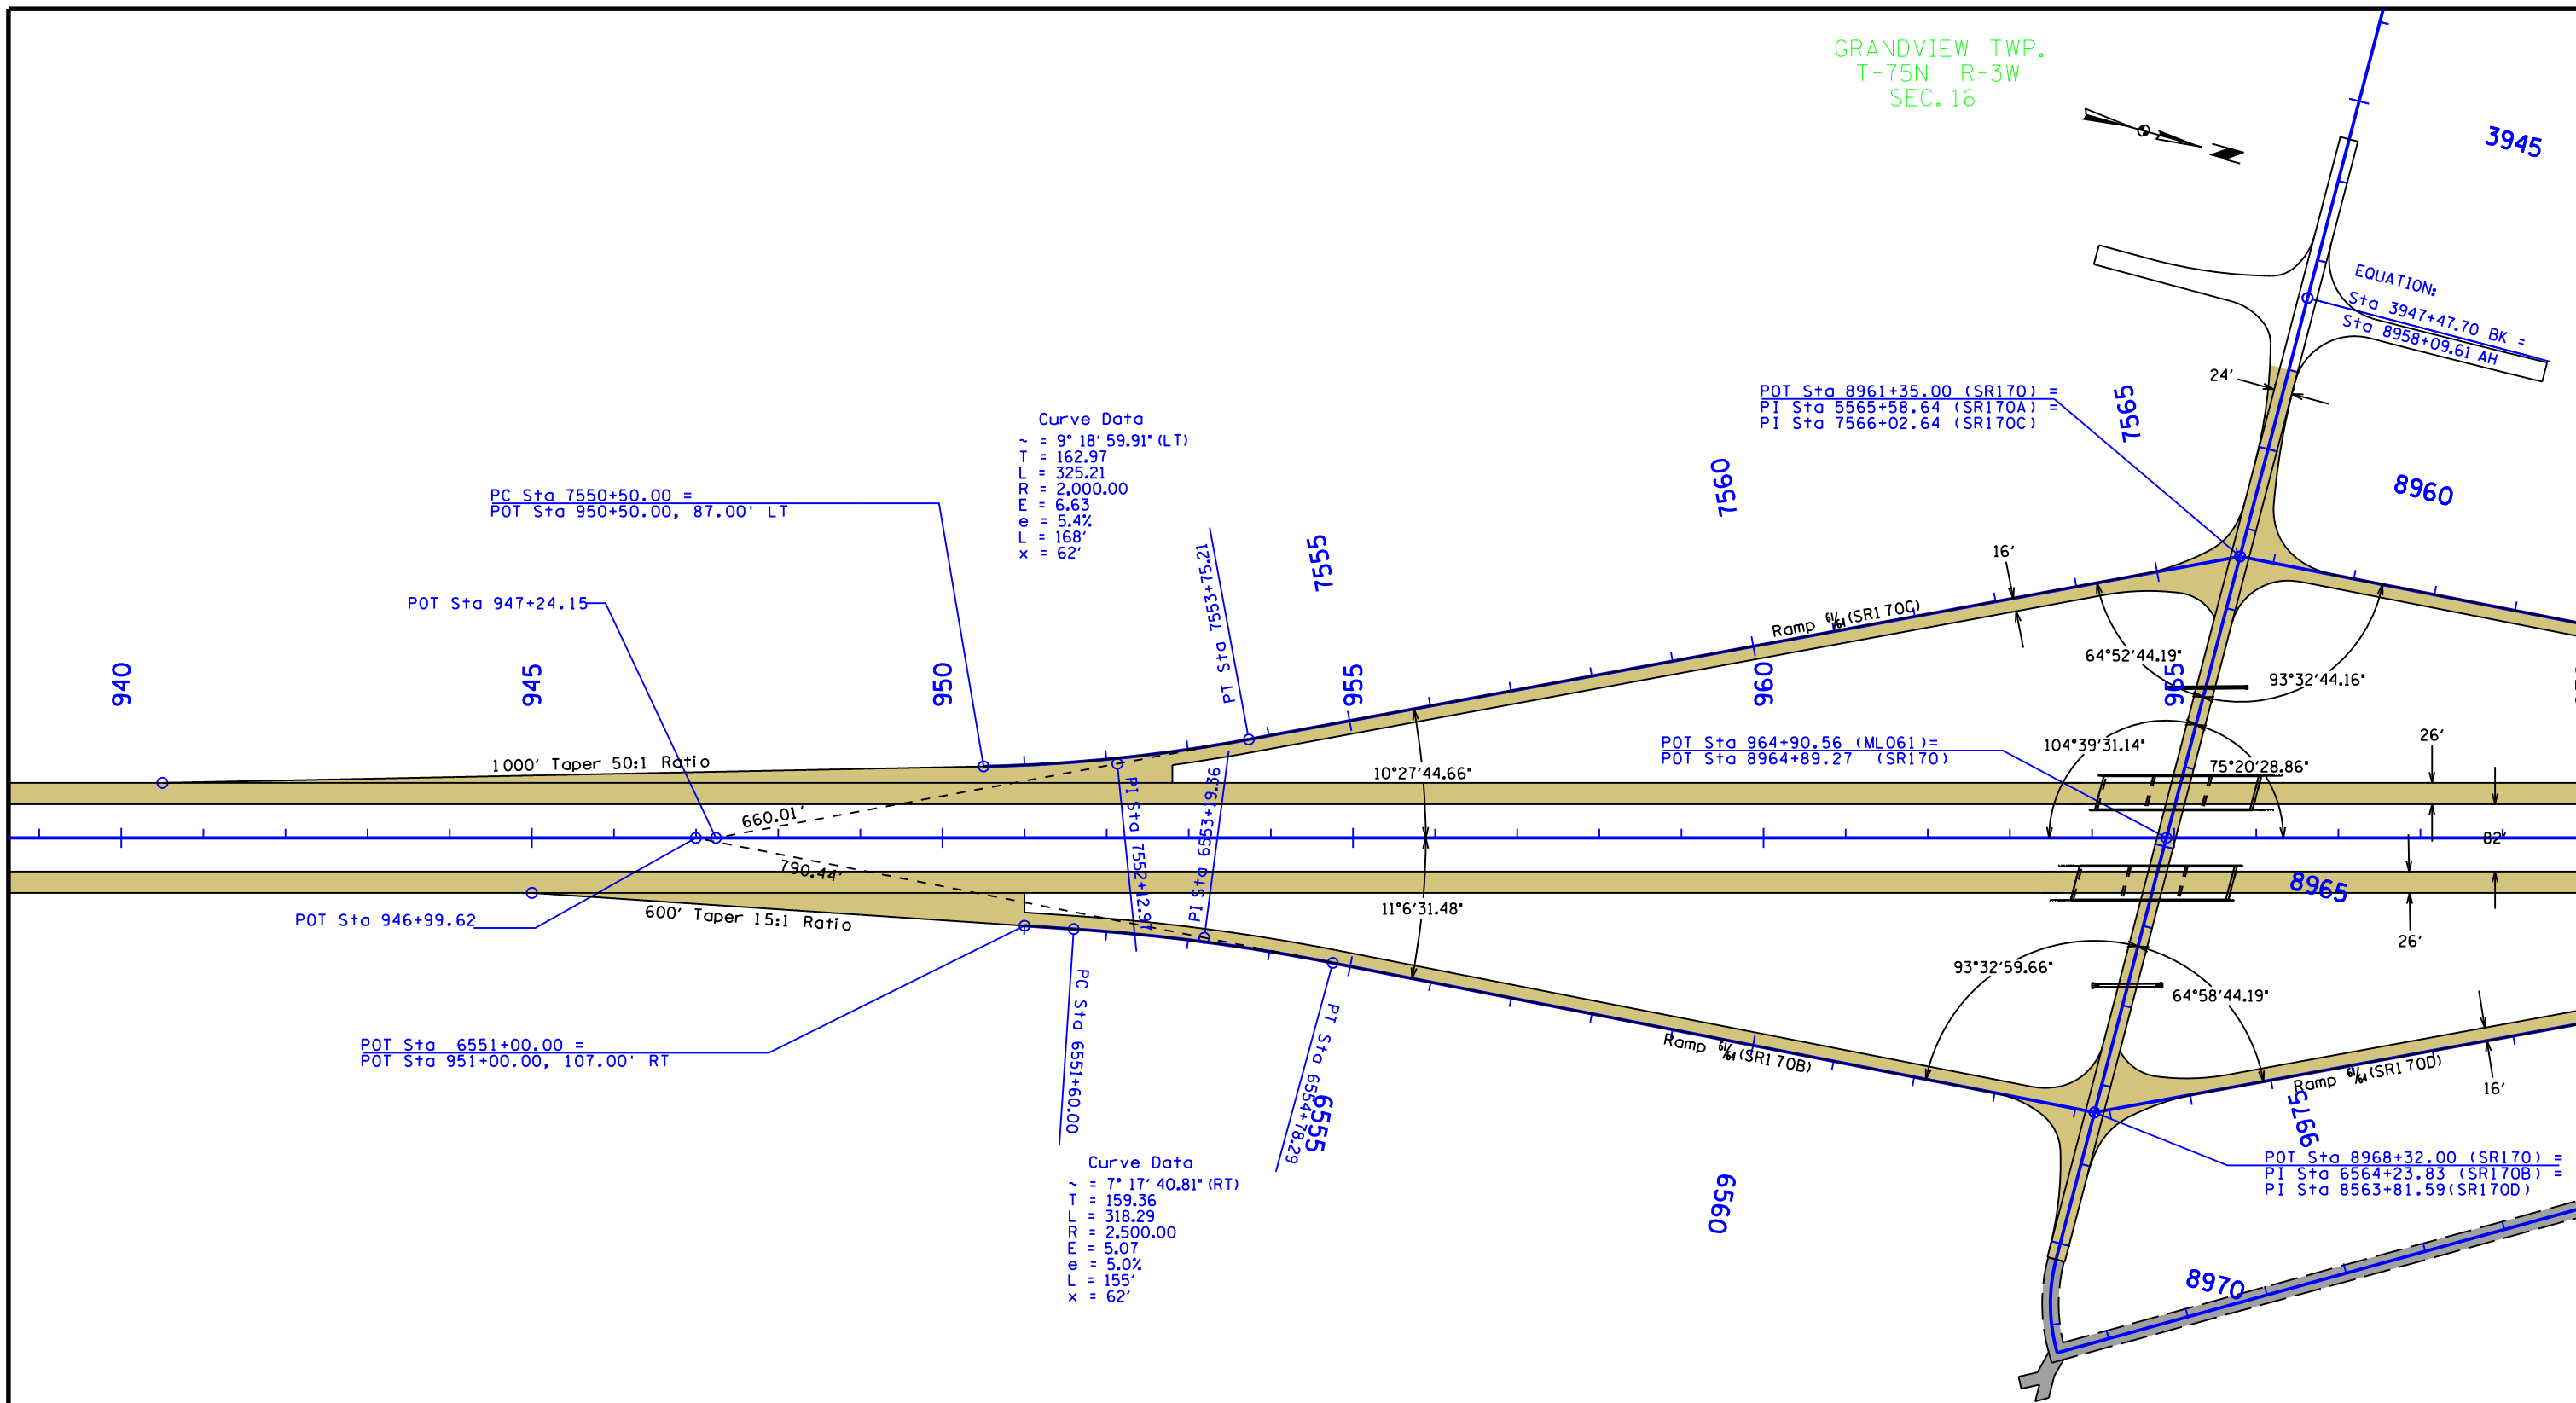 GRANDVIEW TWP.
T-75N R-3W
SEC. 16
N
3945
EQUATION:
Sta 3947+47.70 BK =
Sta 8958+09.61 AH
24'
POT Sta 8961+35.00 (SR170) =
PI Sta 5565+58.64 (SR170A) =
PI Sta 7566+02.64 (SR170C)
7565
8960
7560
7555
Curve Data
~ = 9° 18' 59.91" (LT)
T = 162.97
L = 325.21
R = 2,000.00
E = 6.63
e = 5.4%
L = 168'
x = 62'
PC Sta 7550+50.00 =
POT Sta 950+50.00, 87.00' LT
PT Sta 7553+75.21
POT Sta 947+24.15
16'
Ramp 61/64 (SR170C)
64°52'44.19"
93°32'44.16"
940
945
950
955
960
965
POT Sta 964+90.56 (ML061)=
POT Sta 8964+89.27 (SR170)
104°39'31.14"
75°20'28.86"
26'
1000' Taper 50:1 Ratio
10°27'44.66"
660.01'
PI Sta 7552+12.97
PI Sta 6553+19.36
82'
790.44'
8965
11°6'31.48"
26'
600' Taper 15:1 Ratio
POT Sta 946+99.62
93°32'59.66"
64°58'44.19"
PC Sta 6551+60.00
PT Sta 6554+78.29
POT Sta 6551+00.00 =
POT Sta 951+00.00, 107.00' RT
Ramp 61/64 (SR170B)
Ramp 61/64 (SR170D)
16'
6555
9975
Curve Data
~ = 7° 17' 40.81" (RT)
T = 159.36
L = 318.29
R = 2,500.00
E = 5.07
e = 5.0%
L = 155'
x = 62'
POT Sta 8968+32.00 (SR170) =
PI Sta 6564+23.83 (SR170B) =
PI Sta 8563+81.59(SR170D)
6560
8970